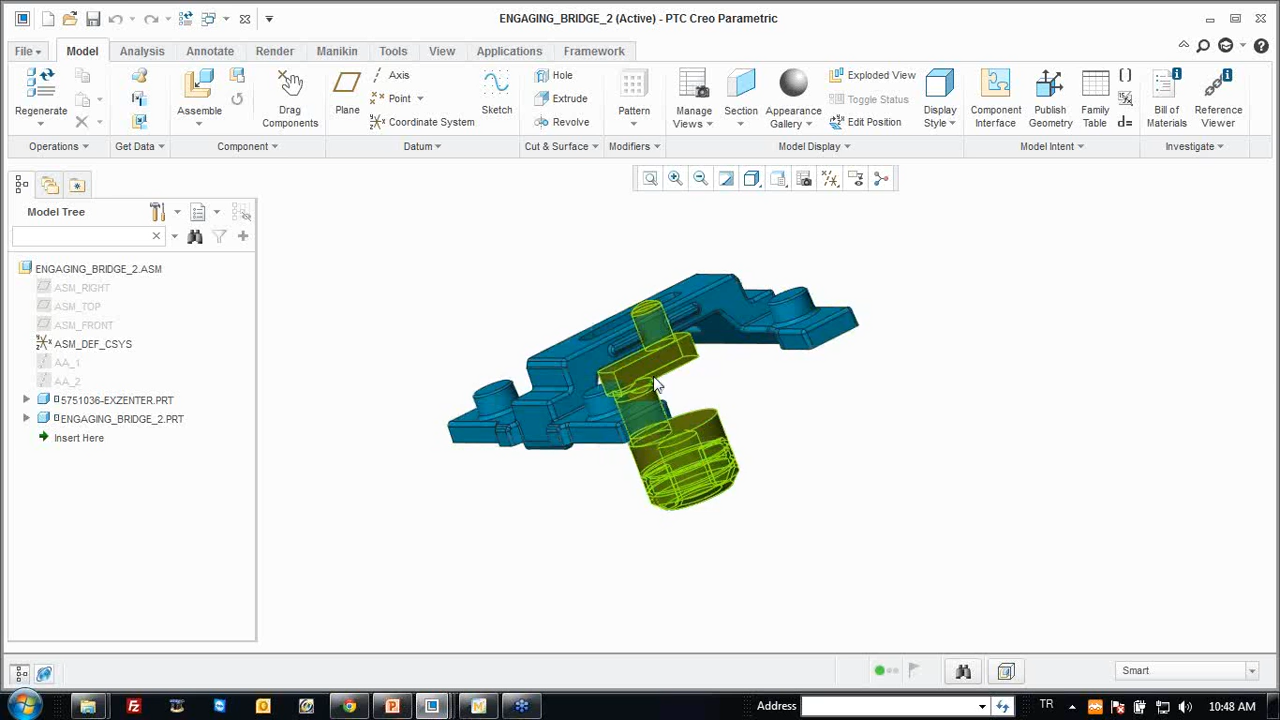 ENGAGING_BRIDGE_2 (Active) - PTC Creo Parametric
File Model Analysis Annotate Render Manikin Tools View Applications Framework
Regenerate
Assemble
Drag Components
Plane
Axis
Point
Coordinate System
Sketch
Hole
Extrude
Revolve
Pattern
Manage Views
Section
Appearance Gallery
Exploded View
Toggle Status
Edit Position
Display Style
Component Interface
Publish Geometry
Family Table
d=
Bill of Materials
Reference Viewer
Operations Get Data Component Datum Cut & Surface Modifiers Model Display Model Intent Investigate
Model Tree
ENGAGING_BRIDGE_2.ASM
ASM_RIGHT
ASM_TOP
ASM_FRONT
ASM_DEF_CSYS
AA_1
AA_2
5751036-EXZENTER.PRT
ENGAGING_BRIDGE_2.PRT
Insert Here
Smart
Address TR 10:48 AM